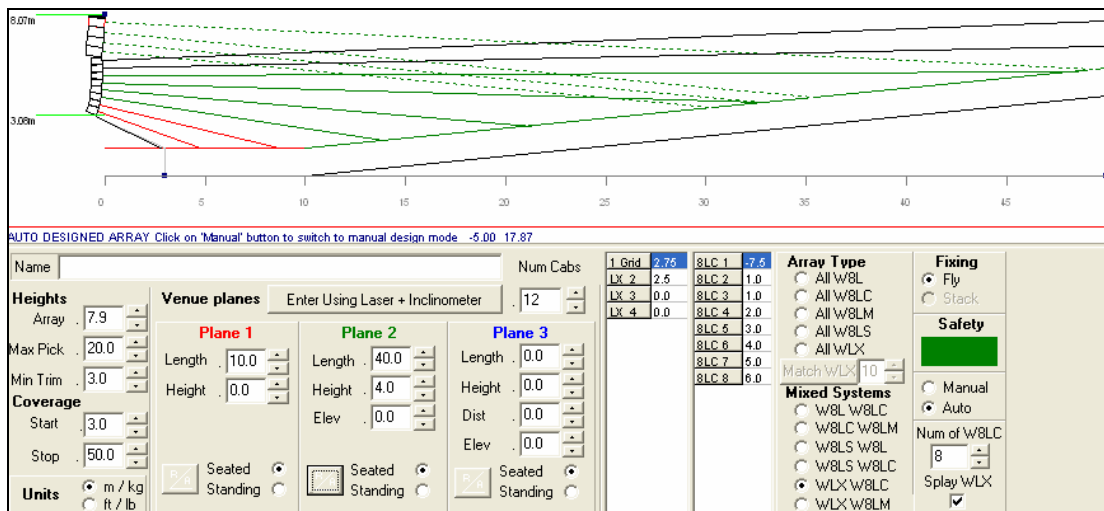 8.07m
3.06m
0 5 10 15 20 25 30 35 40 45
AUTO DESIGNED ARRAY Click on 'Manual' button to switch to manual design mode -5.00 17.87
Name Num Cabs
12
Heights
Array . 7.9
Max Pick . 20.0
Min Trim . 3.0
Coverage
Start . 3.0
Stop . 50.0
Units m / kg
ft / lb
Venue planes Enter Using Laser + Inclinometer
Plane 1
Length . 10.0
Height . 0.0
R/A Seated
Standing
Plane 2
Length . 40.0
Height . 4.0
Elev . 0.0
R/A Seated
Standing
Plane 3
Length . 0.0
Height . 0.0
Dist . 0.0
Elev . 0.0
R/A Seated
Standing
1 Grid 2.75
LX 2 2.5
LX 3 0.0
LX 4 0.0
8LC 1 -7.5
8LC 2 1.0
8LC 3 1.0
8LC 4 2.0
8LC 5 3.0
8LC 6 4.0
8LC 7 5.0
8LC 8 6.0
Array Type
All W8L
All W8LC
All W8LM
All W8LS
All WLX
Match WLX 10
Mixed Systems
W8L W8LC
W8LC W8LM
W8LS W8L
W8LS W8LC
WLX W8LC
WLX W8LM
Fixing
Fly
Stack
Safety
Manual
Auto
Num of W8LC
8
Splay WLX